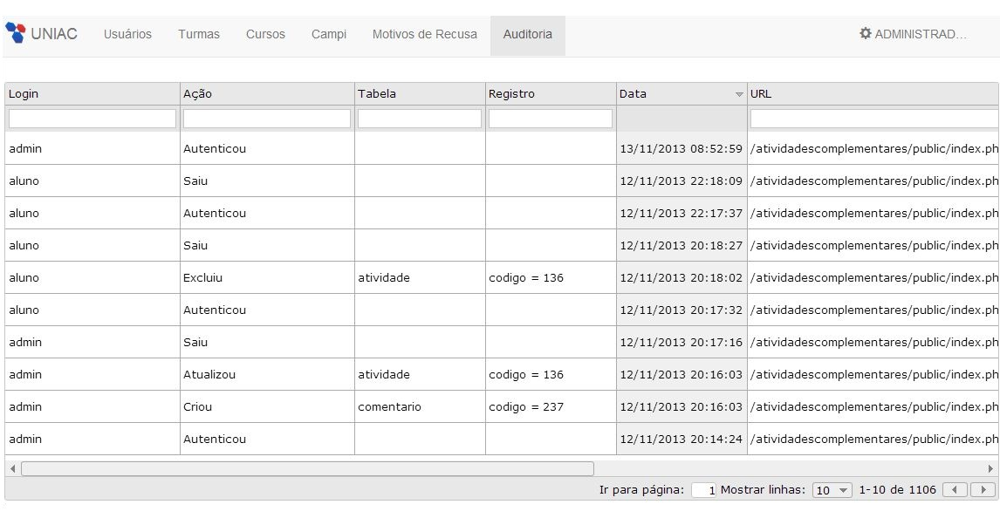 UNIAC Usuários Turmas Cursos Campi Motivos de Recusa Auditoria ADMINISTRAD...
Login Ação Tabela Registro Data URL
admin Autenticou 13/11/2013 08:52:59 /atividadescomplementares/public/index.ph
aluno Saiu 12/11/2013 22:18:09 /atividadescomplementares/public/index.ph
aluno Autenticou 12/11/2013 22:17:37 /atividadescomplementares/public/index.ph
aluno Saiu 12/11/2013 20:18:27 /atividadescomplementares/public/index.ph
aluno Excluiu atividade codigo = 136 12/11/2013 20:18:02 /atividadescomplementares/public/index.ph
aluno Autenticou 12/11/2013 20:17:32 /atividadescomplementares/public/index.ph
admin Saiu 12/11/2013 20:17:16 /atividadescomplementares/public/index.ph
admin Atualizou atividade codigo = 136 12/11/2013 20:16:03 /atividadescomplementares/public/index.ph
admin Criou comentario codigo = 237 12/11/2013 20:16:03 /atividadescomplementares/public/index.ph
admin Autenticou 12/11/2013 20:14:24 /atividadescomplementares/public/index.ph
Ir para página: 1 Mostrar linhas: 10 1-10 de 1106